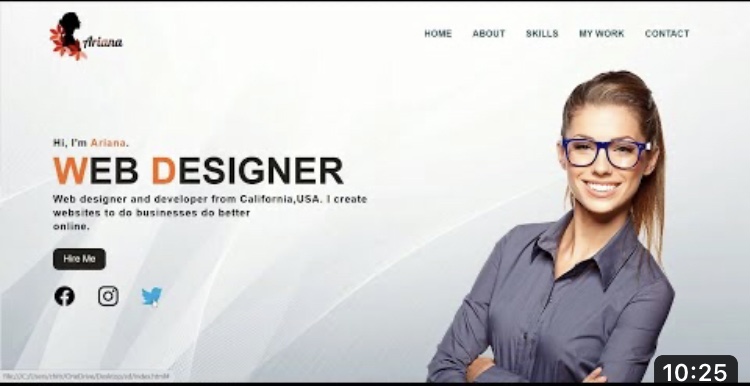 Ariana
HOME ABOUT SKILLS MY WORK CONTACT
Hi, I'm Ariana.
WEB DESIGNER
Web designer and developer from California,USA. I create
websites to do businesses do better
online.
Hire Me
10:25